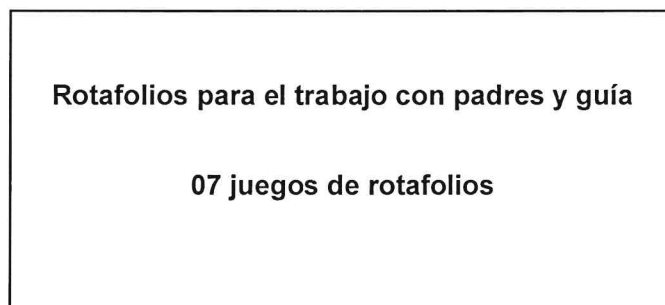 Rotafolios para el trabajo con padres y guía
07 juegos de rotafolios